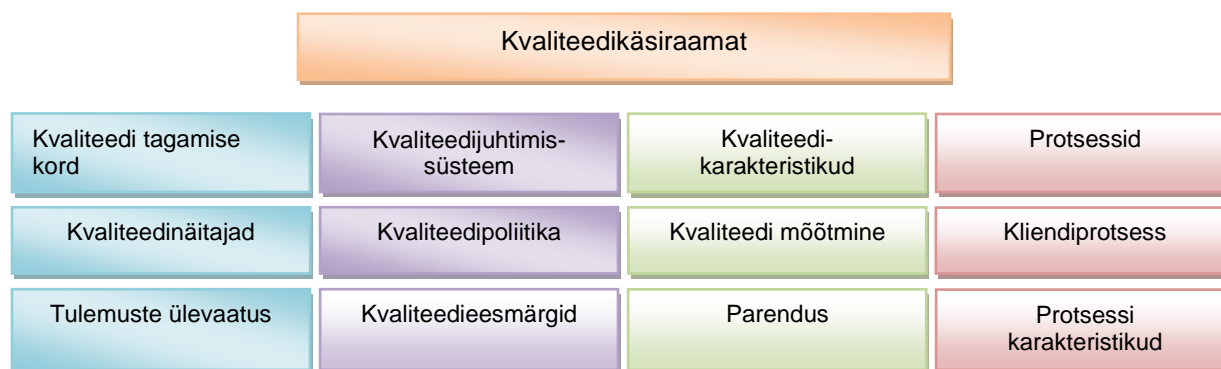 Kvaliteedikäsiraamat
Kvaliteedi tagamise
kord
Kvaliteedijuhtimis-
süsteem
Kvaliteedi-
karakteristikud
Protsessid
Kvaliteedinäitajad
Kvaliteedipoliitika
Kvaliteedi mõõtmine
Kliendiprotsess
Tulemuste ülevaatus
Kvaliteedieesmärgid
Parendus
Protsessi
karakteristikud